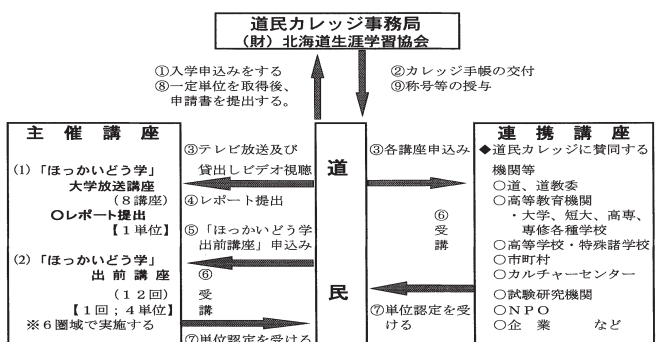 道民カレッジ事務局
（財）北海道生涯学習協会
①入学申込みをする
⑧一定単位を取得後、
申請書を提出する。
②カレッジ手帳の交付
⑨称号等の授与
主催講座
(1)「ほっかいどう学」
大学放送講座
（８講座）
〇レポート提出
【１単位】
(2)「ほっかいどう学」
出前講座
（１２回）
【１回；４単位】
※６圏域で実施する
③テレビ放送及び
貸出しビデオ視聴
④レポート提出
⑤「ほっかいどう学
出前講座」申込み
⑥
受
講
⑦単位認定を受ける
道
民
③各講座申込み
⑥
受
講
⑦単位認定を受
ける
連携講座
◆道民カレッジに賛同する
機関等
○道、道教委
○高等教育機関
・大学、短大、高専、
専修各種学校
○高等学校・特殊諸学校
○市町村
○カルチャーセンター
○試験研究機関
○ＮＰＯ
○企　業　　など